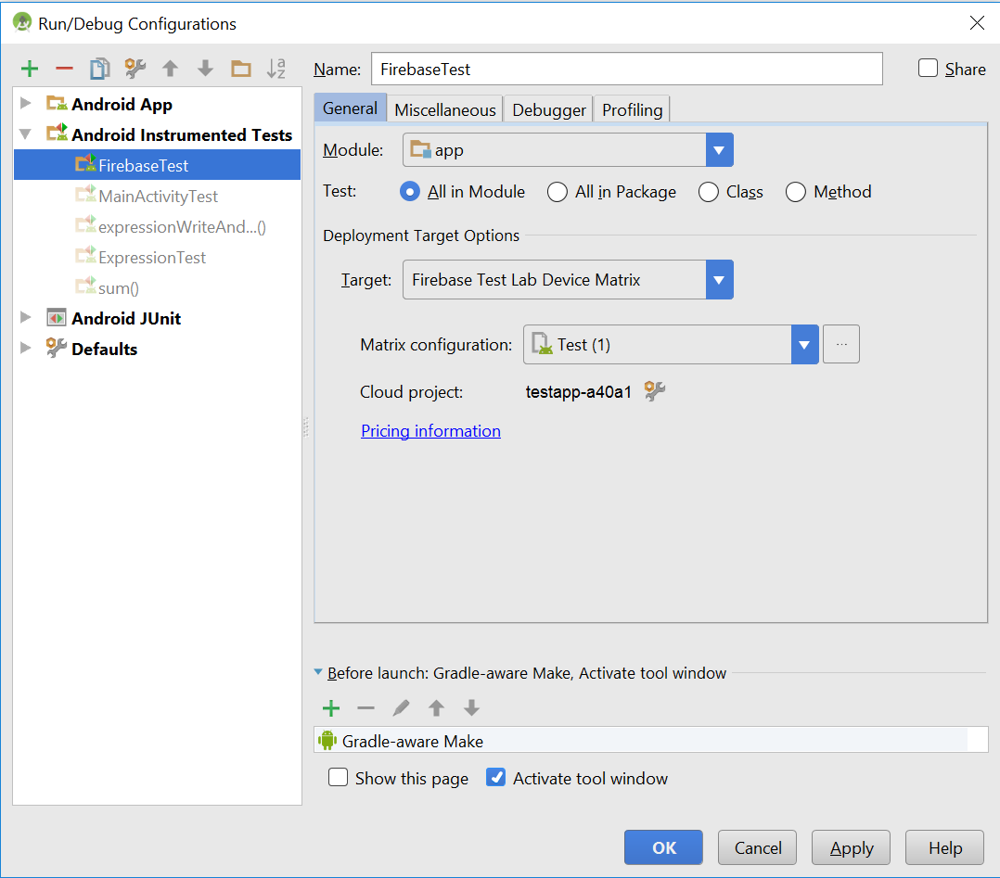 Run/Debug Configurations
Name: FirebaseTest Share
Android App
Android Instrumented Tests
FirebaseTest
MainActivityTest
expressionWriteAnd...()
ExpressionTest
sum()
Android JUnit
Defaults
General Miscellaneous Debugger Profiling
Module: app
Test: All in Module All in Package Class Method
Deployment Target Options
Target: Firebase Test Lab Device Matrix
Matrix configuration: Test (1) ...
Cloud project: testapp-a40a1
Pricing information
Before launch: Gradle-aware Make, Activate tool window
Gradle-aware Make
Show this page Activate tool window
OK Cancel Apply Help